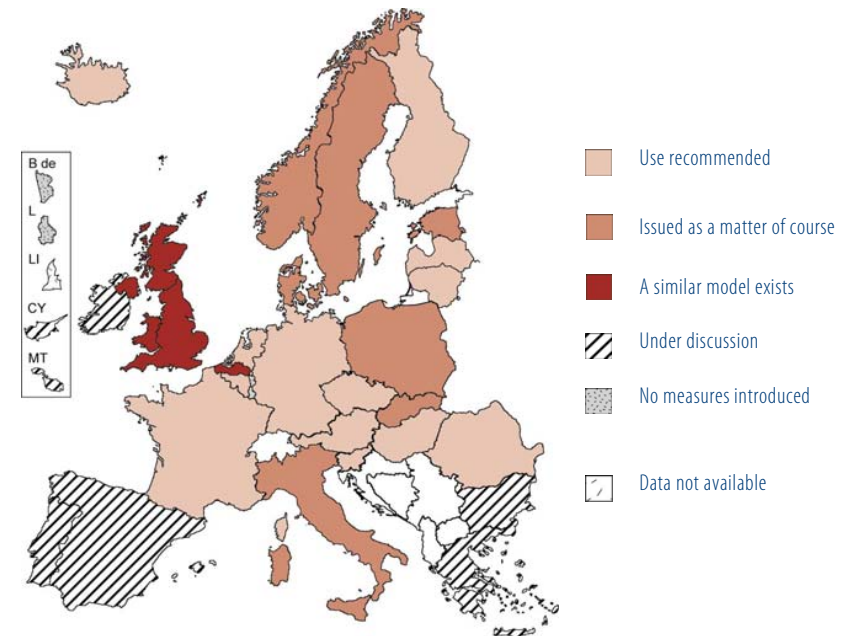 B de
L
LI
CY
MT
Use recommended
Issued as a matter of course
A similar model exists
Under discussion
No measures introduced
Data not available